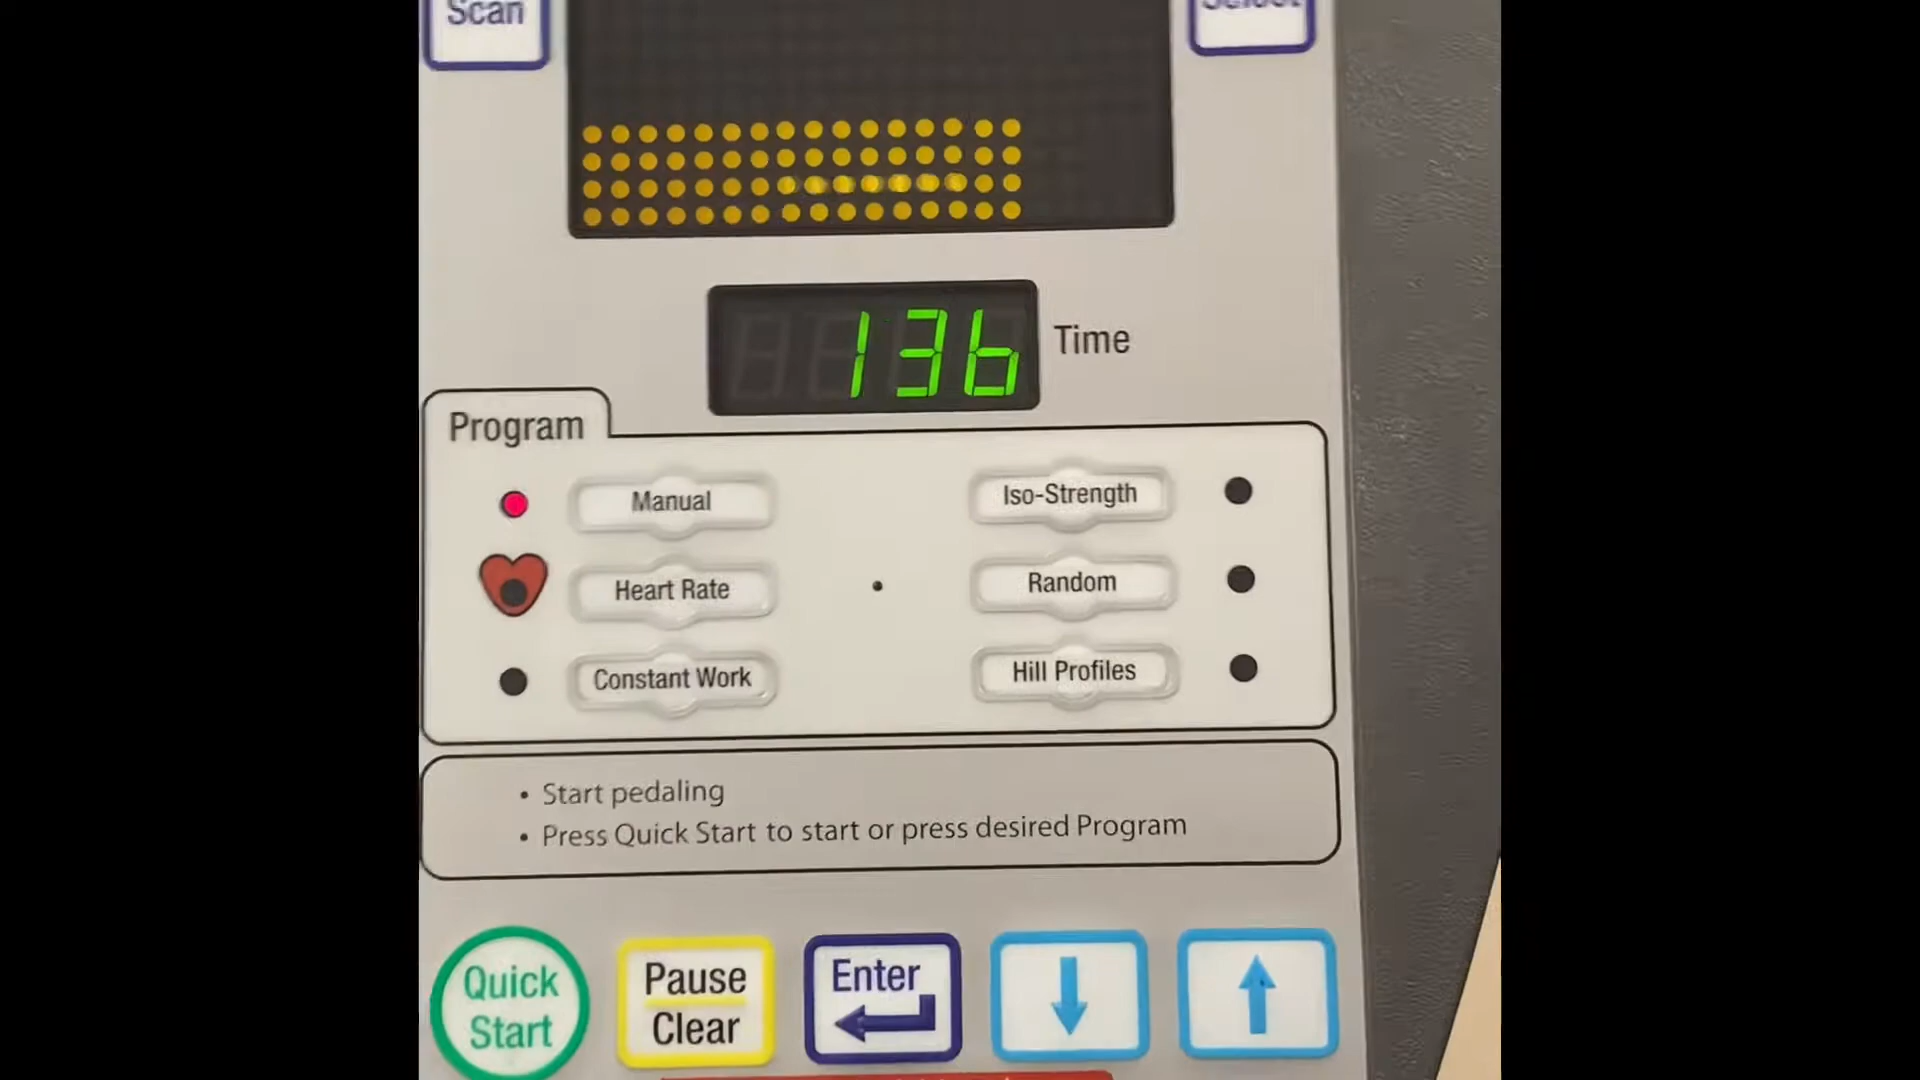 Scan
Select
136
Time
Program
Manual
Iso-Strength
Heart Rate
Random
Constant Work
Hill Profiles
• Start pedaling
• Press Quick Start to start or press desired Program
Quick
Start
Pause
Clear
Enter